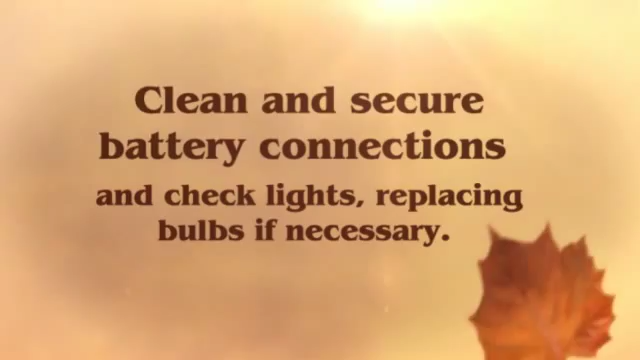 Clean and secure
battery connections
and check lights, replacing
bulbs if necessary.